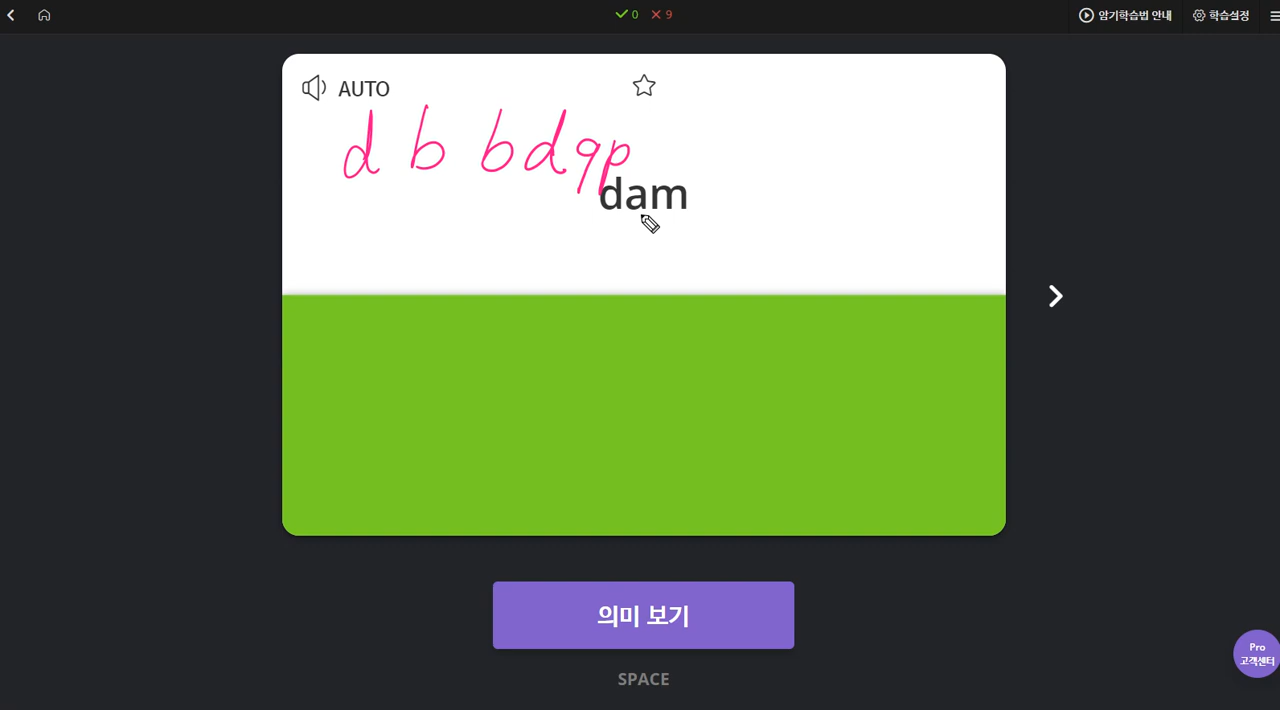 0 9 암기학습법 안내 학습설정
AUTO
d b b d q p
dam
의미 보기
SPACE
Pro
고객센터